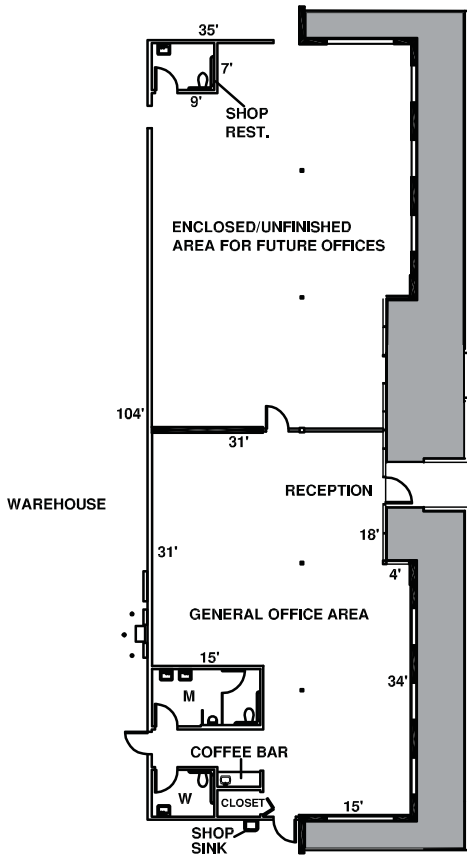 35'
7'
9'
SHOP
REST.
ENCLOSED/UNFINISHED
AREA FOR FUTURE OFFICES
104'
31'
RECEPTION
WAREHOUSE
18'
31'
4'
GENERAL OFFICE AREA
15'
34'
M
COFFEE BAR
W
CLOSET
15'
SHOP
SINK